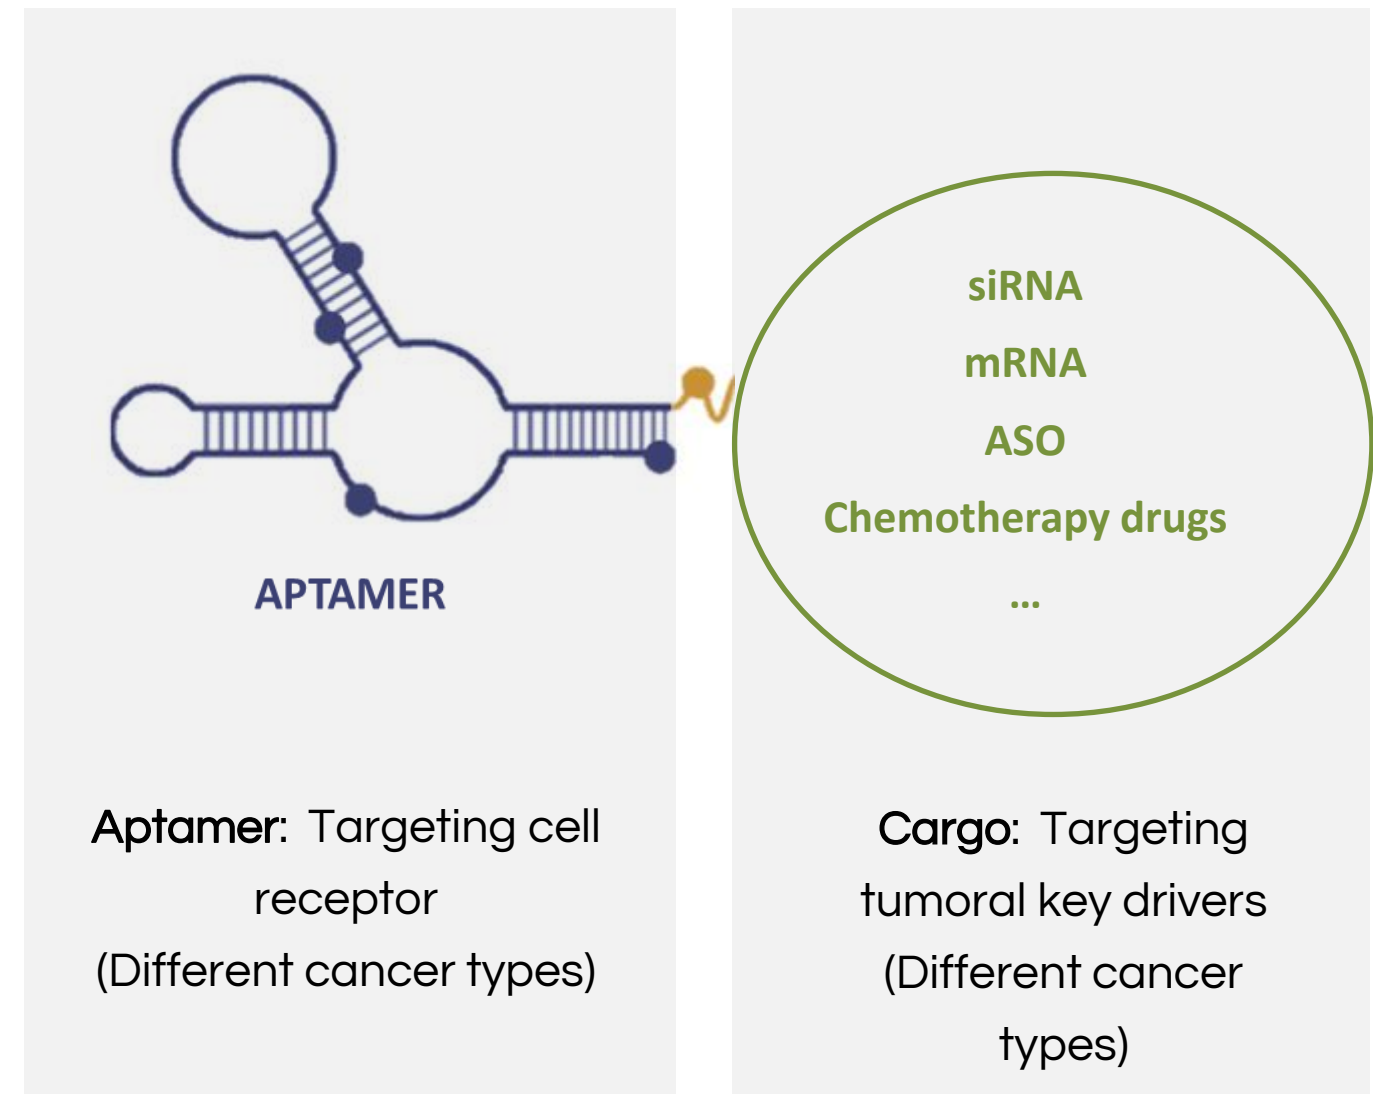 APTAMER
Aptamer: Targeting cell
receptor
(Different cancer types)
siRNA
mRNA
ASO
Chemotherapy drugs
...
Cargo: Targeting
tumoral key drivers
(Different cancer
types)